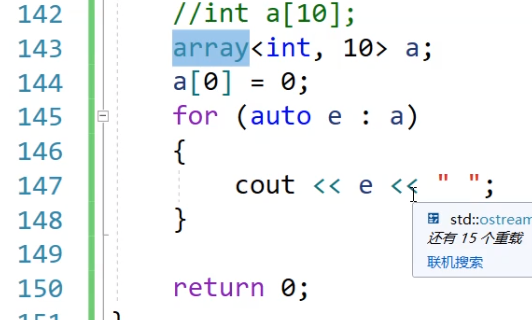 142 //int a[10];
143 array<int, 10> a;
144 a[0] = 0;
145 for (auto e : a)
146 {
147 cout << e << " ";
148 }
149
150 return 0;
}
std::ostream
还有 15 个重载
联机搜索